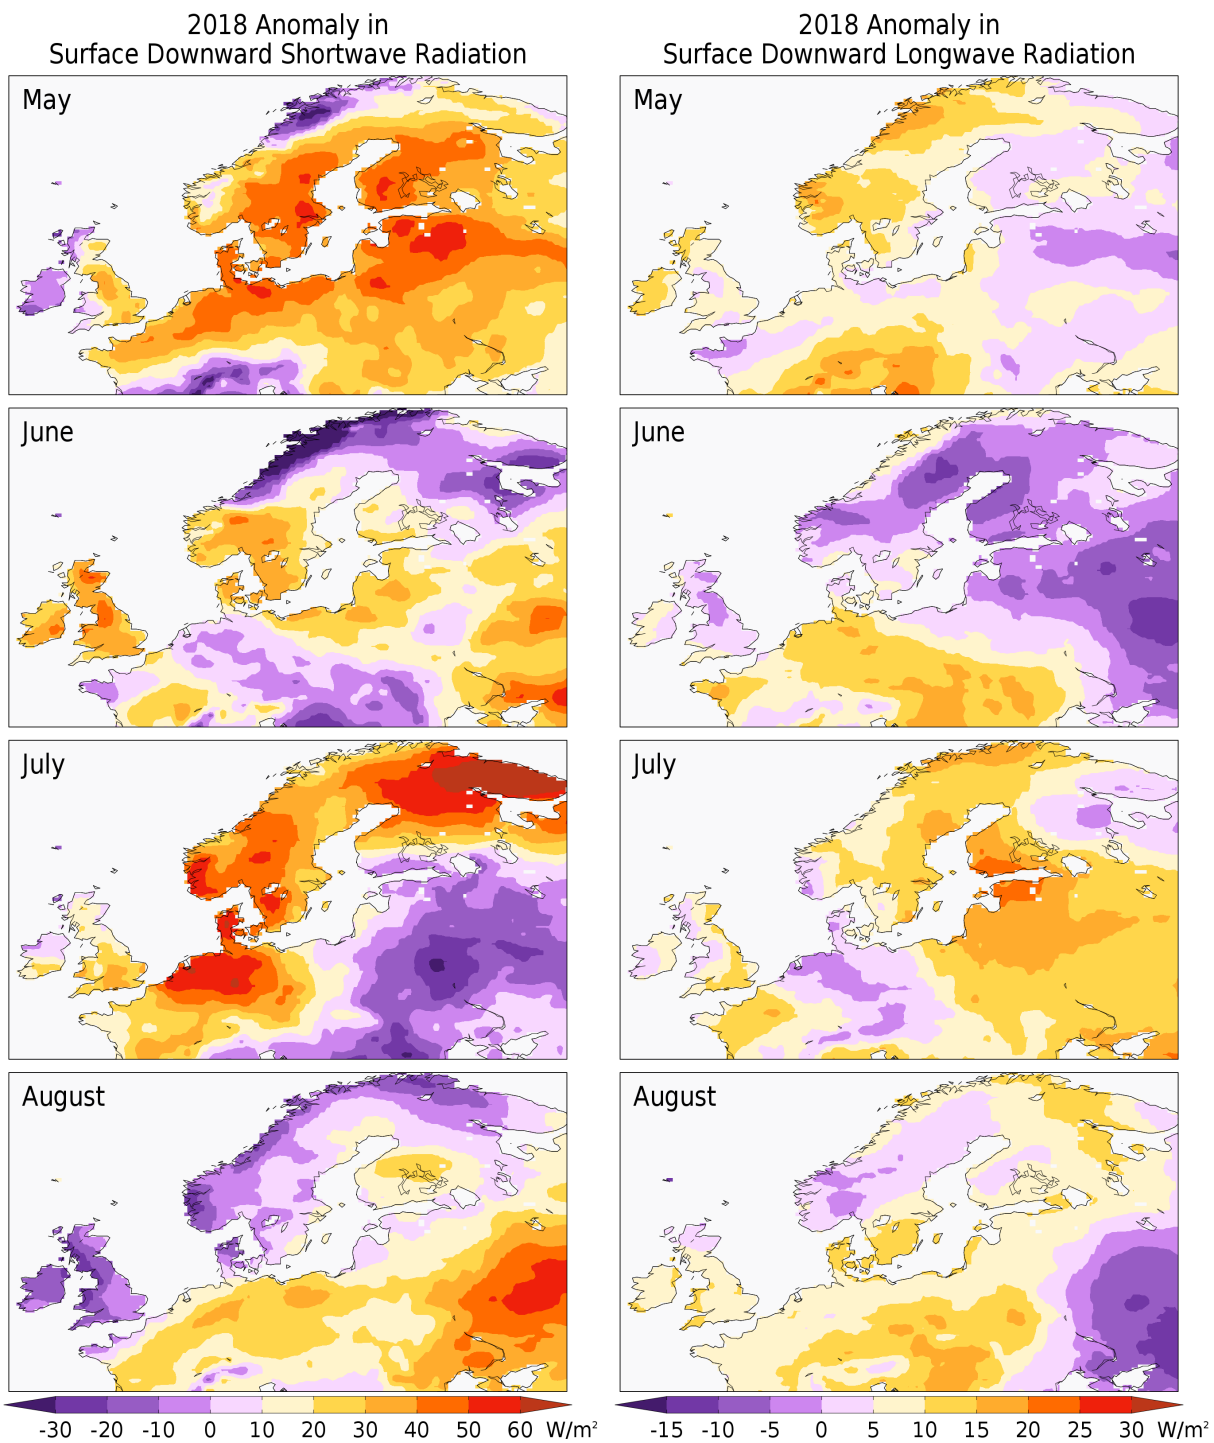 2018 Anomaly in
Surface Downward Shortwave Radiation
2018 Anomaly in
Surface Downward Longwave Radiation
May
May
June
June
July
July
August
August
-30 -20 -10 0 10 20 30 40 50 60 W/m²
-15 -10 -5 0 5 10 15 20 25 30 W/m²